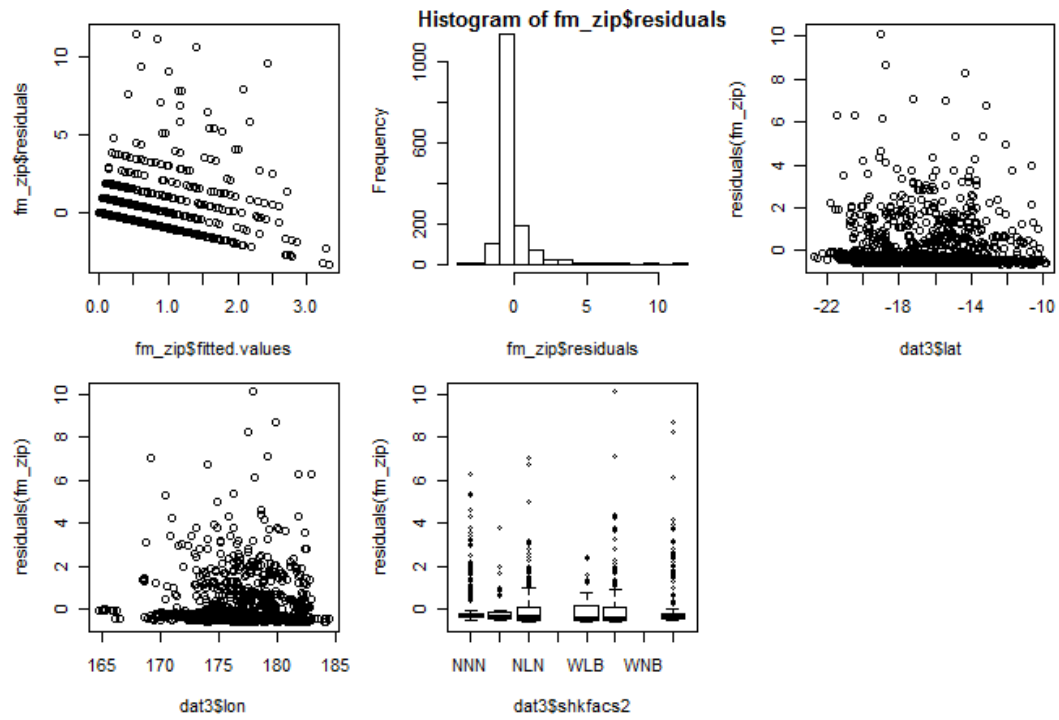 Histogram of fm_zip$residuals
fm_zip$residuals
10
5
0
0.0 1.0 2.0 3.0
fm_zip$fitted.values
Frequency
1000
600
200
0
0 5 10
fm_zip$residuals
residuals(fm_zip)
10
8
6
4
2
0
-22 -18 -14 -10
dat3$lat
residuals(fm_zip)
10
8
6
4
2
0
165 170 175 180 185
dat3$lon
residuals(fm_zip)
10
8
6
4
2
0
NNN NLN WLB WNB
dat3$shkfacs2